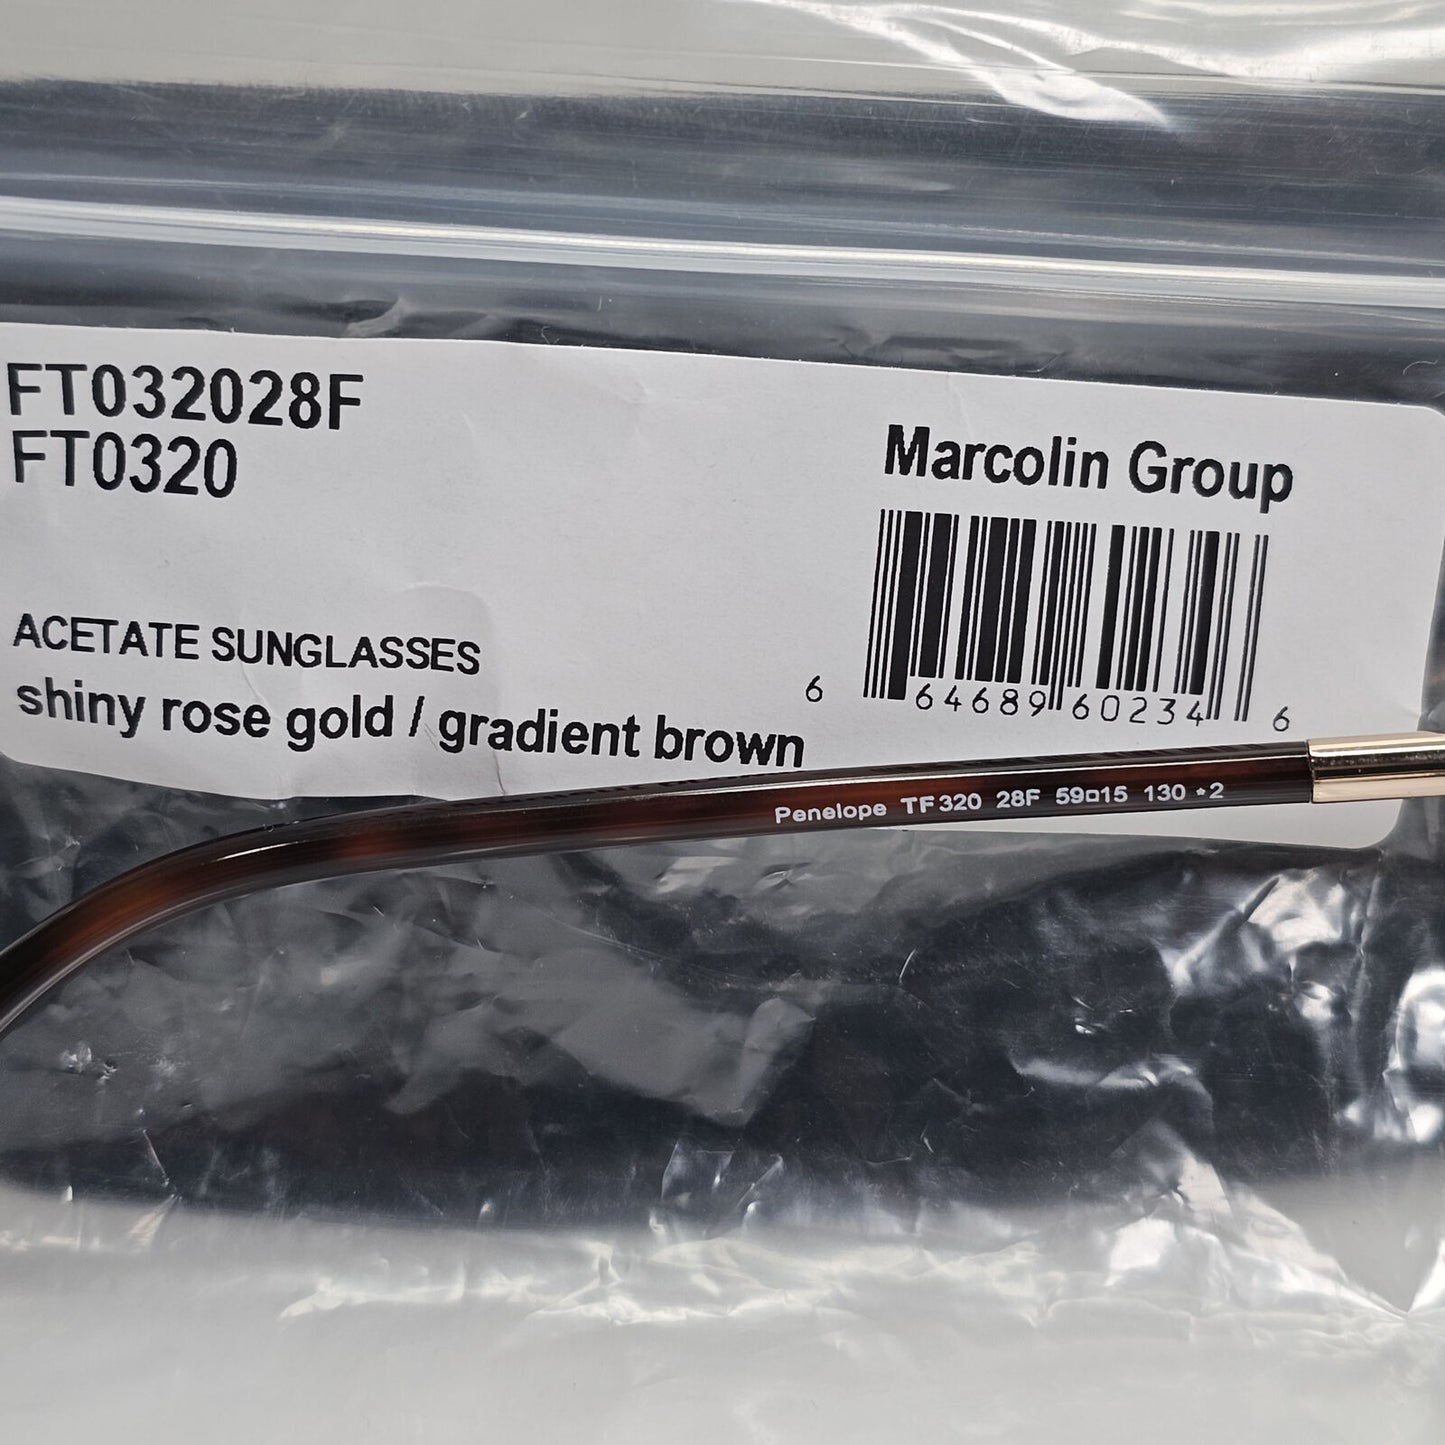 FT032028F
FT0320
Marcolin Group
ACETATE SUNGLASSES
shiny rose gold / gradient brown
6 64689 60234 6
Penelope TF320 28F 59□15 130 *2